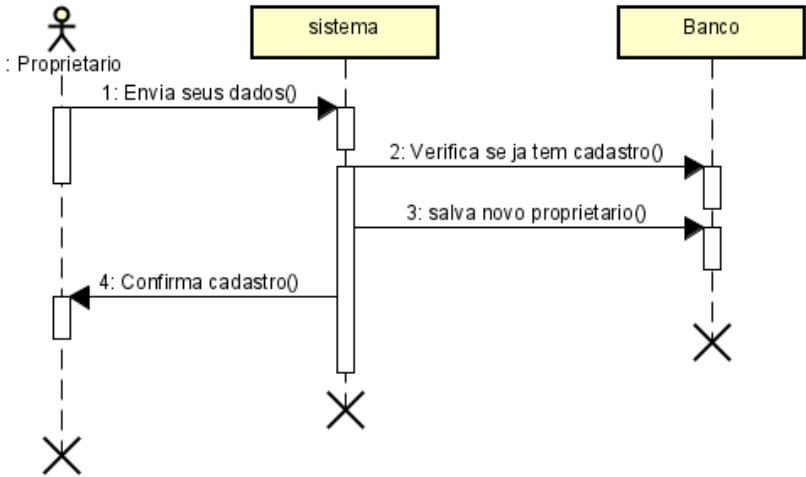 sistema
Banco
: Proprietario
1: Envia seus dados()
2: Verifica se ja tem cadastro()
3: salva novo proprietario()
4: Confirma cadastro()